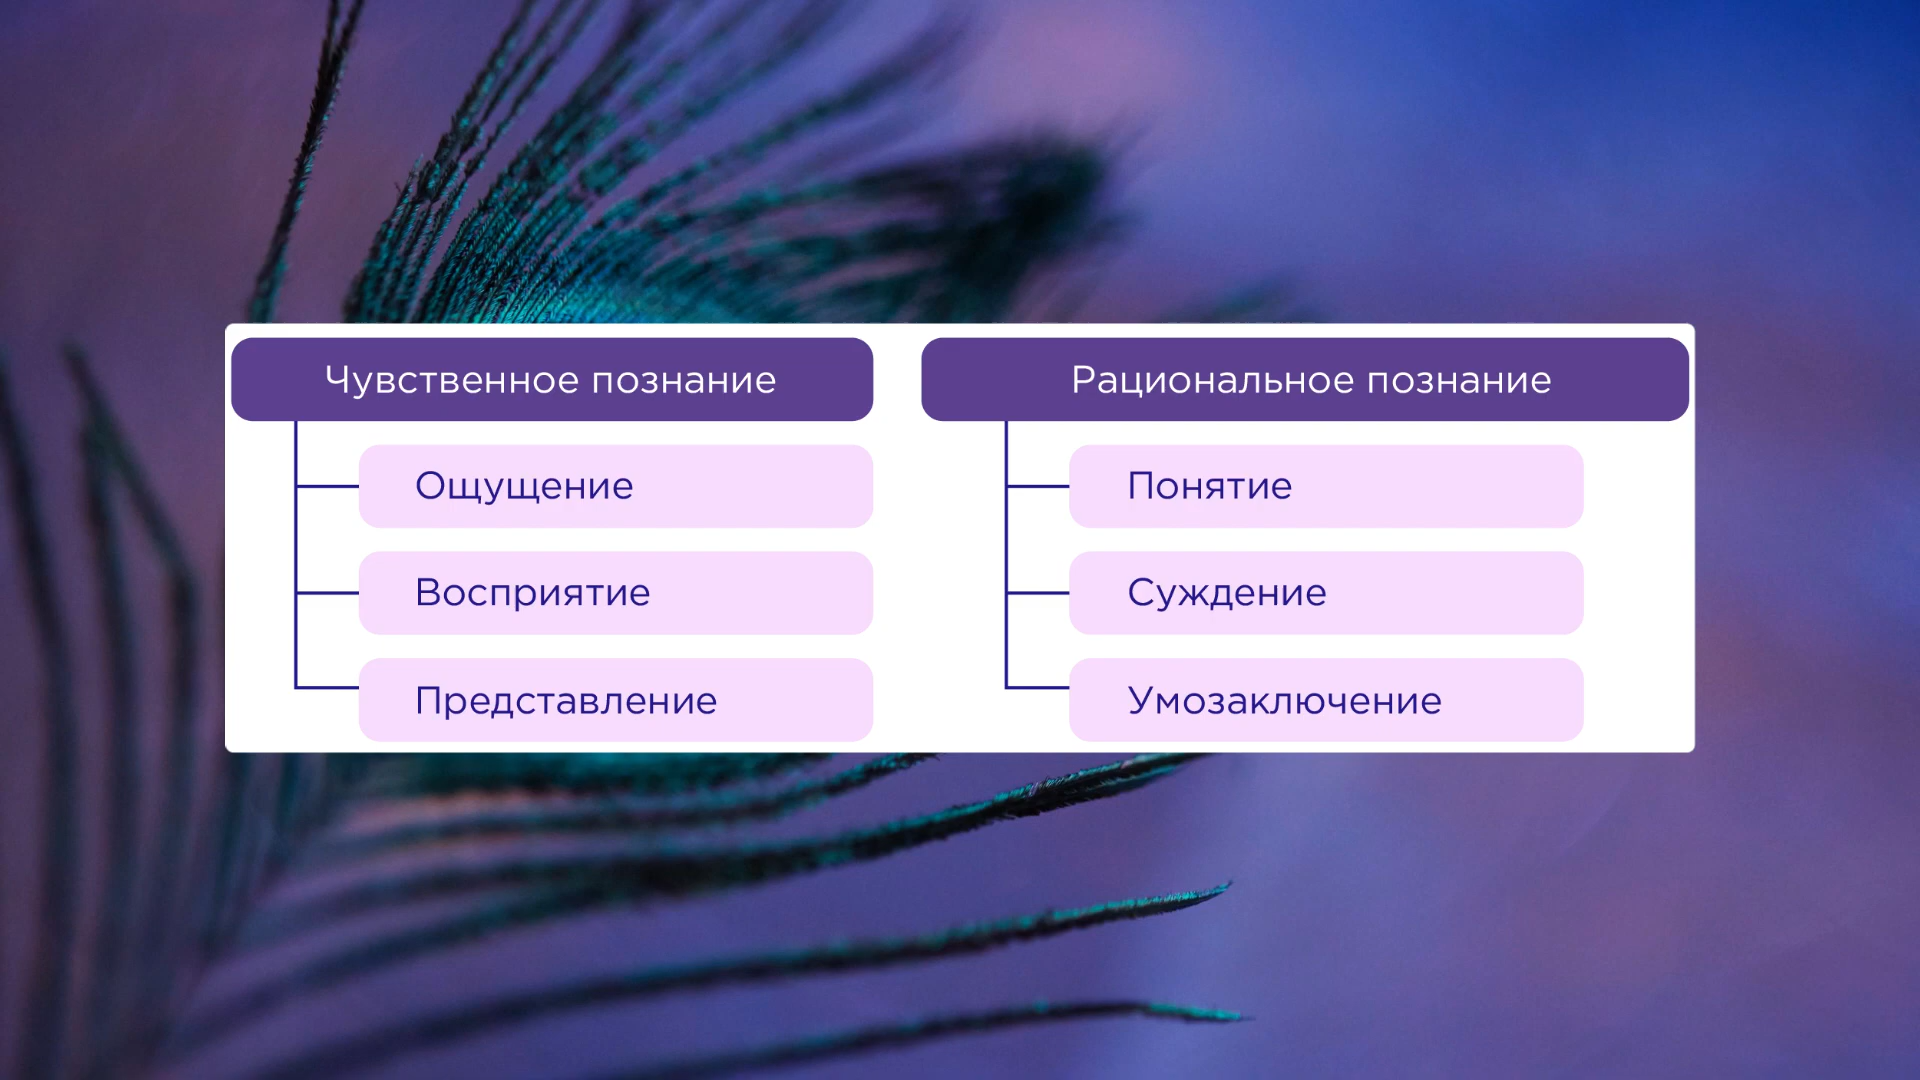 Чувственное познание
Ощущение
Восприятие
Представление
Рациональное познание
Понятие
Суждение
Умозаключение